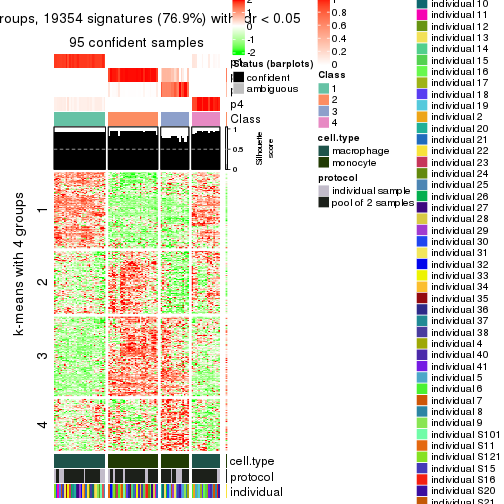 roups, 19354 signatures (76.9%) with
dr < 0.05
95 confident samples
k-means with 4 groups
1
2
3
4
p4
Class
1
0.5
0
Silhouette
score
cell.type
protocol
individual
2
1
0
-1
-2
Status (barplots)
confident
ambiguous
0.8
0.6
0.4
0.2
0
Class
1
2
3
4
cell.type
macrophage
monocyte
protocol
individual sample
pool of 2 samples
individual 10
individual 11
individual 12
individual 13
individual 14
individual 15
individual 16
individual 17
individual 18
individual 19
individual 2
individual 20
individual 21
individual 22
individual 23
individual 24
individual 25
individual 26
individual 27
individual 28
individual 29
individual 30
individual 31
individual 32
individual 33
individual 34
individual 35
individual 36
individual 37
individual 38
individual 4
individual 40
individual 41
individual 5
individual 6
individual 7
individual 8
individual 9
individual S101
individual S11
individual S121
individual S15
individual S16
individual S20
individual S21